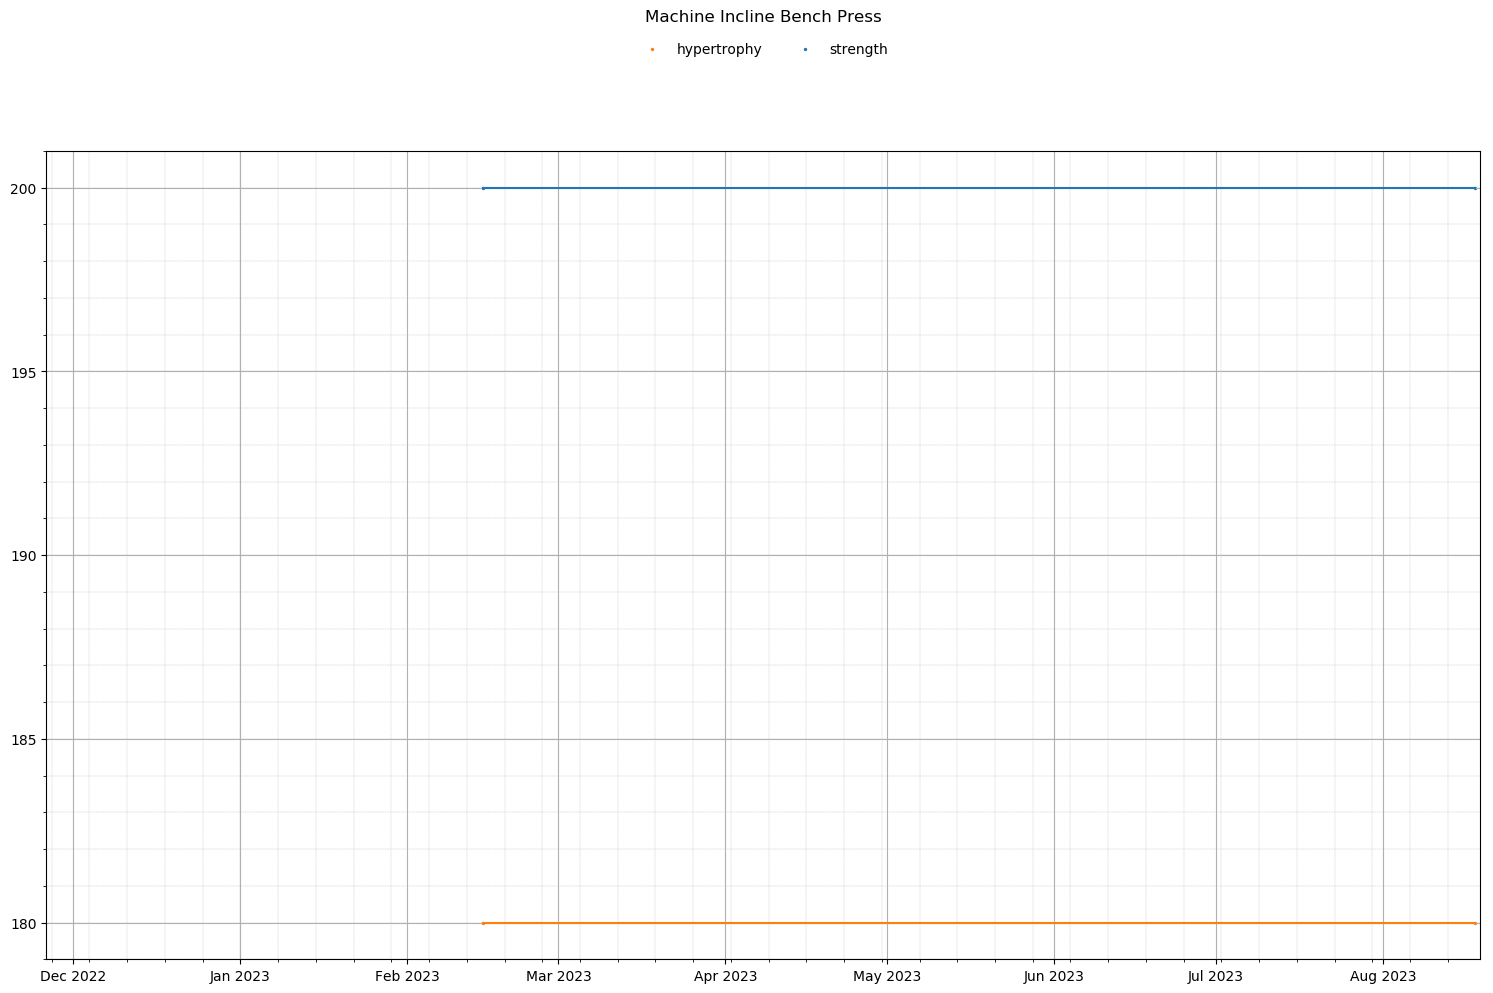 Machine Incline Bench Press
hypertrophy strength
200
195
190
185
180
Dec 2022 Jan 2023 Feb 2023 Mar 2023 Apr 2023 May 2023 Jun 2023 Jul 2023 Aug 2023